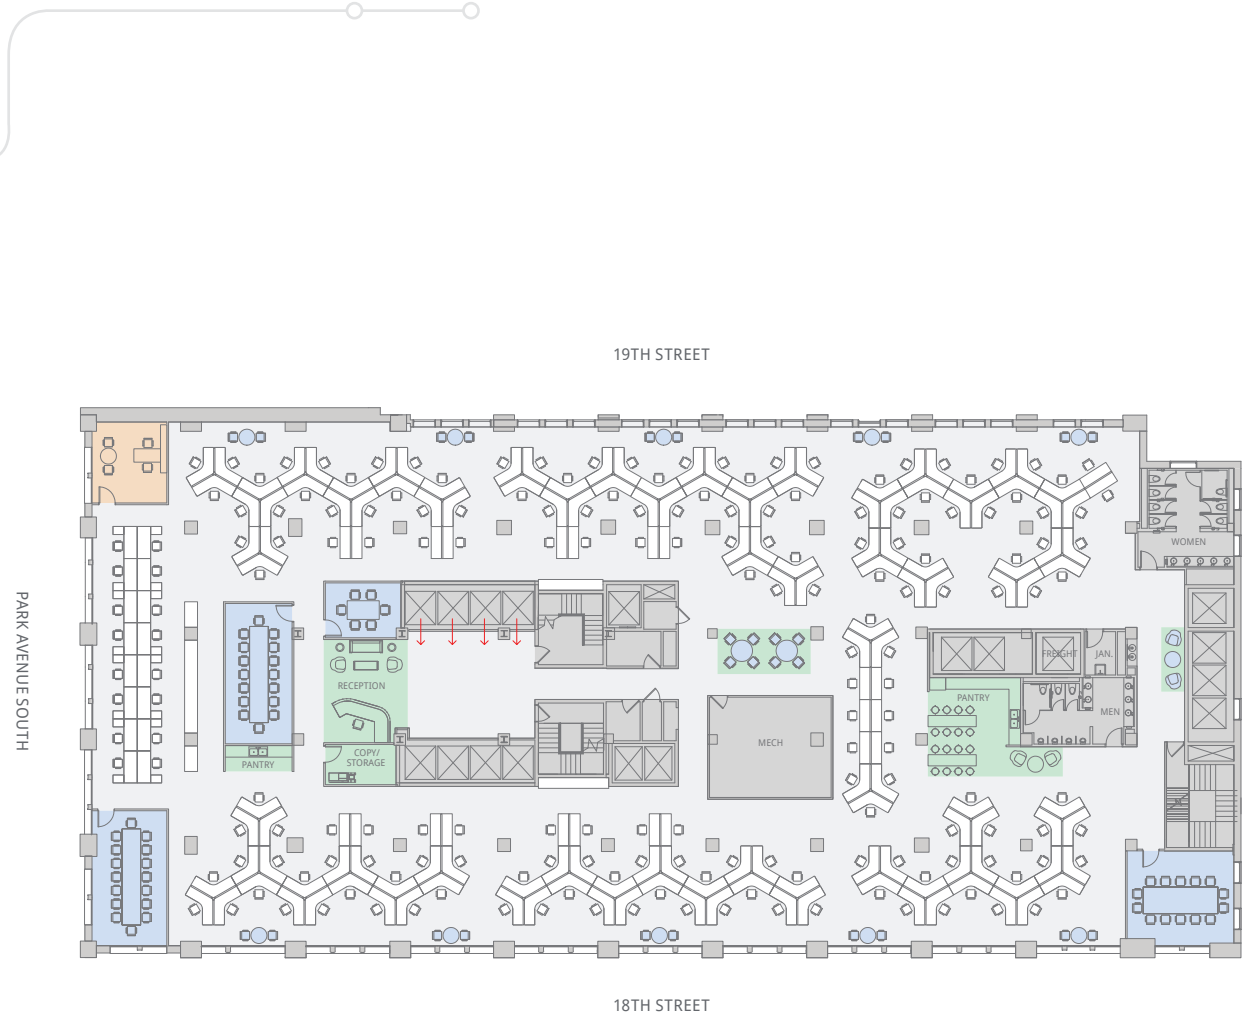 19TH STREET
WOMEN
PARK AVENUE SOUTH
FREIGHT
JAN.
RECEPTION
PANTRY
MEN
MECH
COPY/
STORAGE
PANTRY
18TH STREET